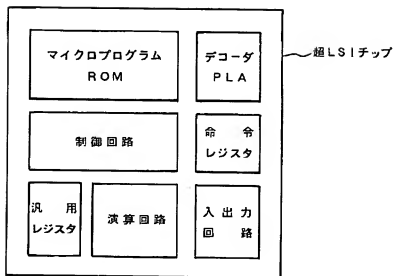 マイクロプログラム
ROM
デコーダ
PLA
超LSIチップ
制御回路
命令
レジスタ
汎用
レジスタ
演算回路
入出力
回路